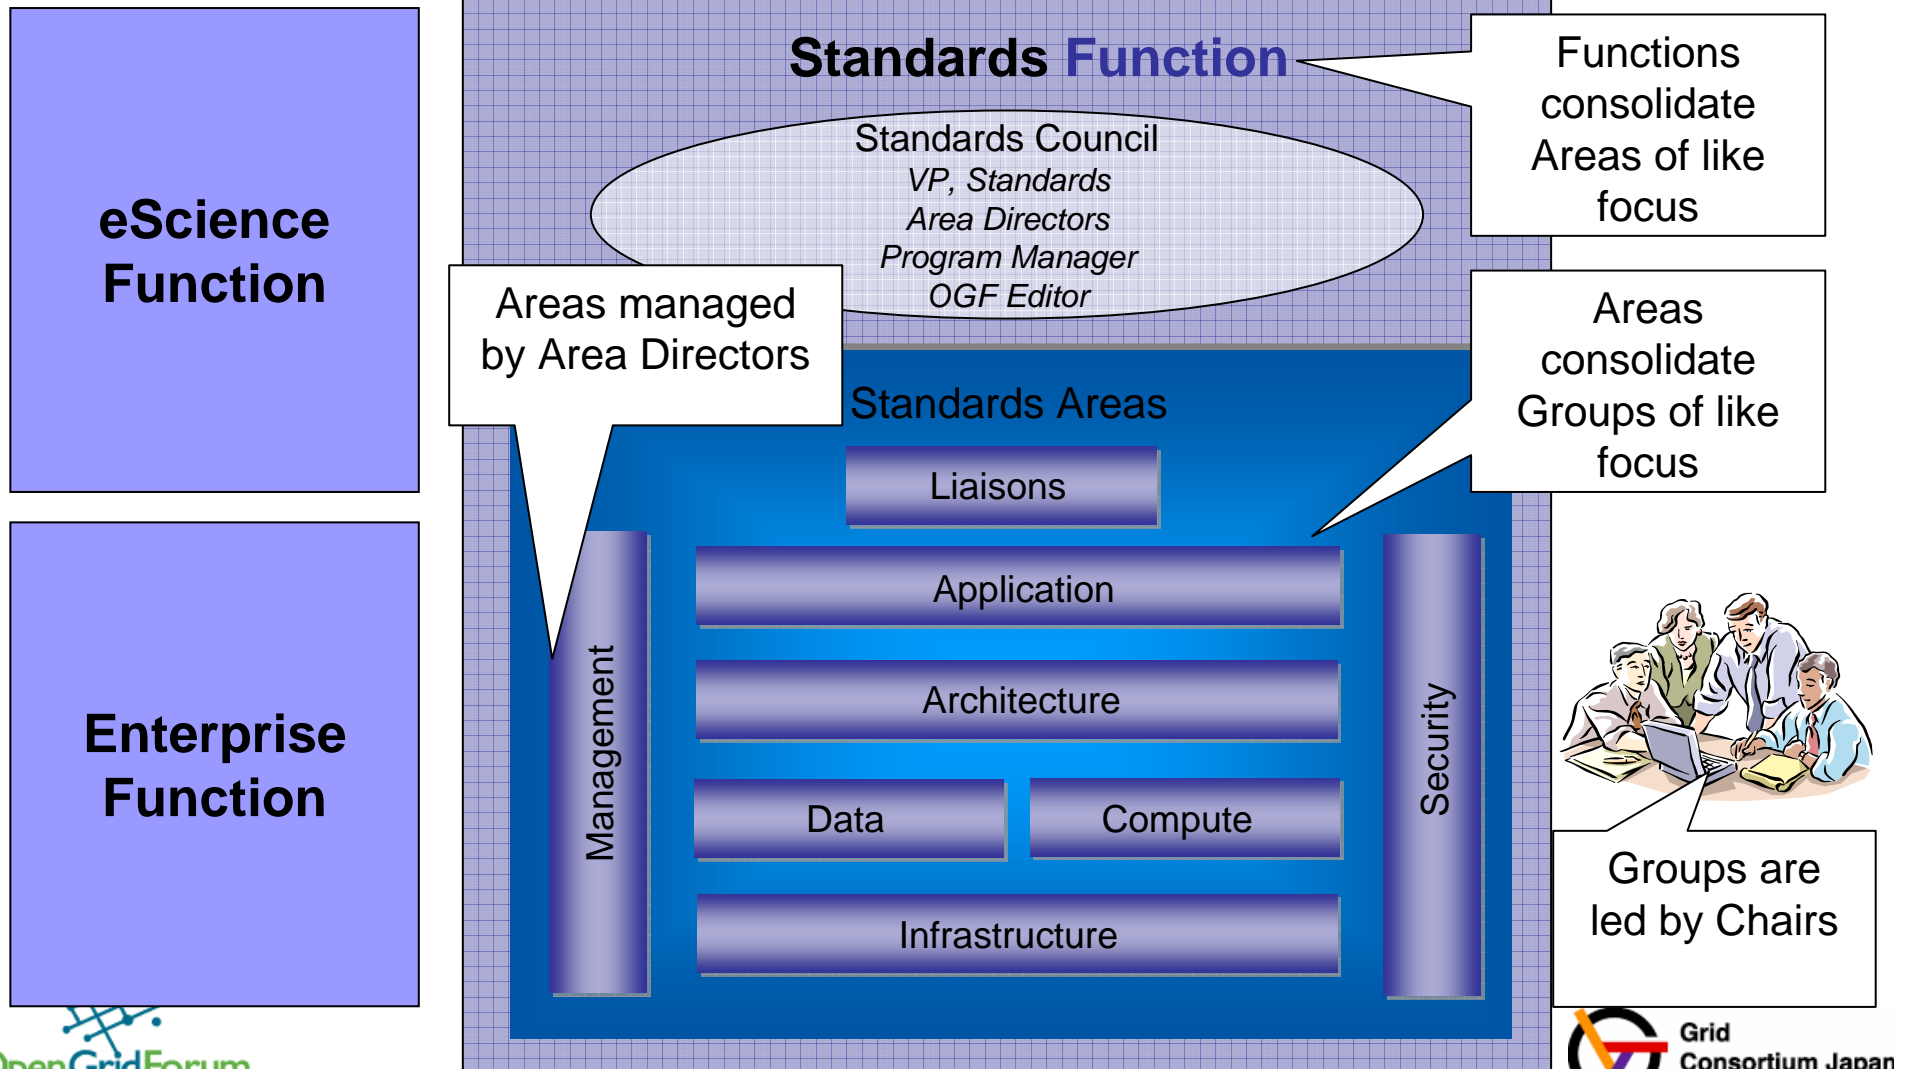 eScience
Function
Enterprise
Function
Standards Function
Standards Council
VP, Standards
Area Directors
Program Manager
OGF Editor
Areas managed
by Area Directors
Functions
consolidate
Areas of like
focus
Areas
consolidate
Groups of like
focus
Standards Areas
Liaisons
Application
Architecture
Data
Compute
Infrastructure
Management
Security
Groups are
led by Chairs
OpenGridForum
Grid
Consortium Japan